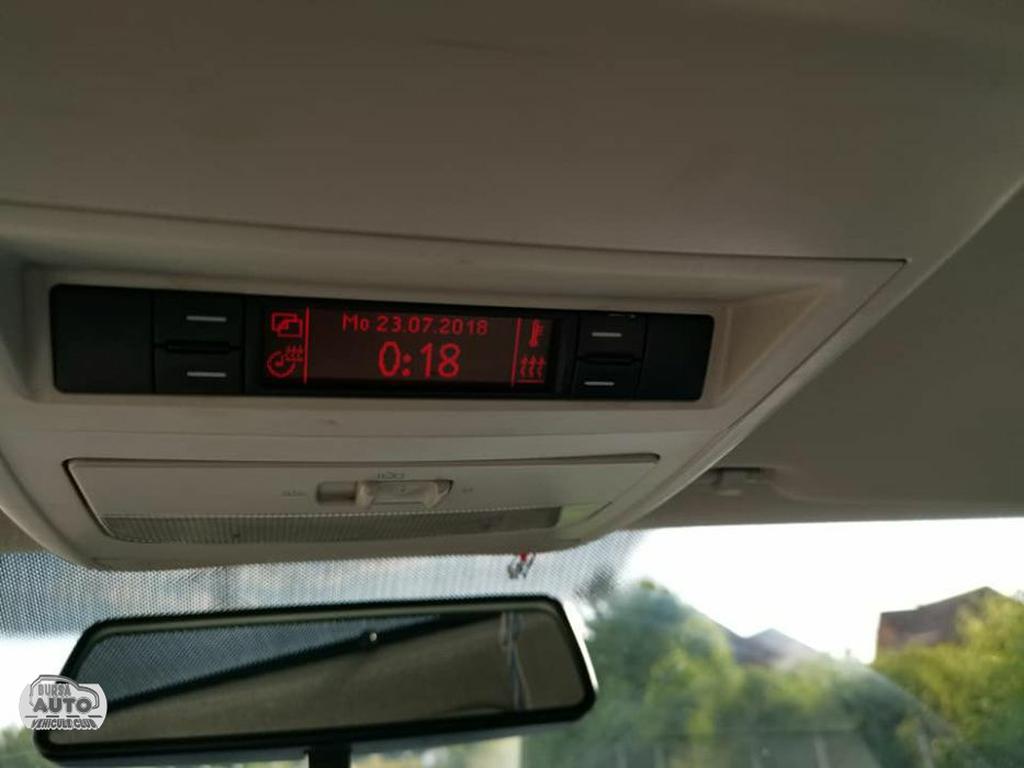 Mo 23.07.2018
0:18
BURSA
AUTO
VEHICULE CLUB